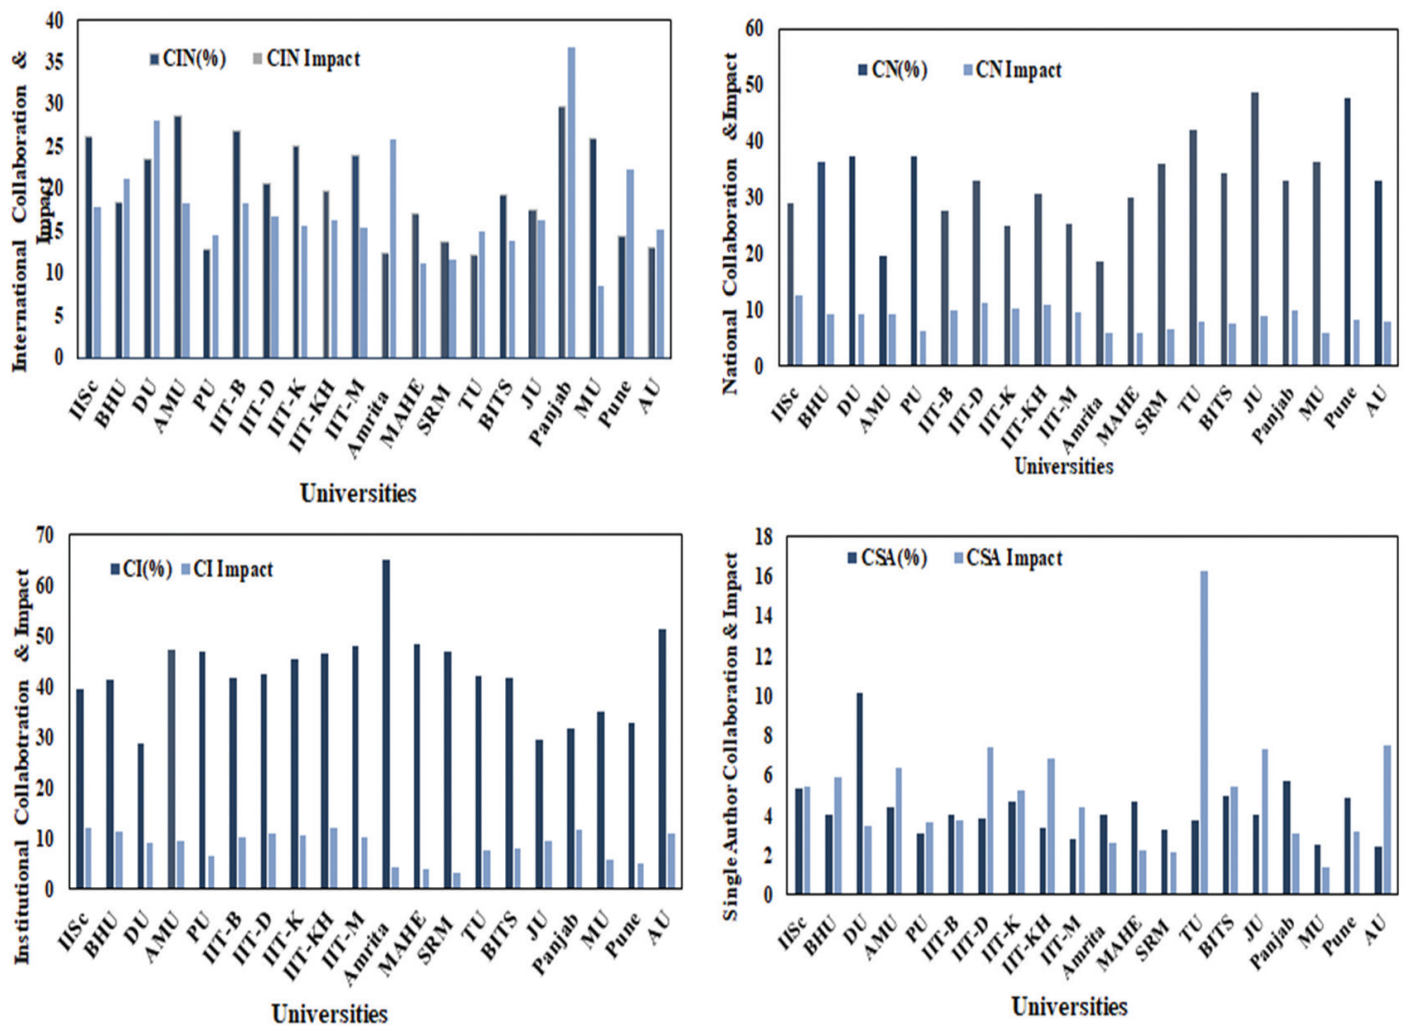 International Collaboration &
Impact
40
35
30
25
20
15
10
5
0
CIN(%) CIN Impact
IISc BHU DU AMU PU IIT-B IIT-D IIT-K IIT-KH IIT-M Amrita MAHE SRM TU BITS JU Panjab MU Pune AU
Universities
National Collaboration &Impact
60
50
40
30
20
10
0
CN(%) CN Impact
IISc BHU DU AMU PU IIT-B IIT-D IIT-K IIT-KH IIT-M Amrita MAHE SRM TU BITS JU Panjab MU Pune AU
Universities
Institutional Collabotration & Impact
70
60
50
40
30
20
10
0
CI(%) CI Impact
IISc BHU DU AMU PU IIT-B IIT-D IIT-K IIT-KH IIT-M Amrita MAHE SRM TU BITS JU Panjab MU Pune AU
Universities
Single Author Collaboration & Impact
18
16
14
12
10
8
6
4
2
0
CSA(%) CSA Impact
IISc BHU DU AMU PU IIT-B IIT-D IIT-K IIT-KH IIT-M Amrita MAHE SRM TU BITS JU Panjab MU Pune AU
Universities